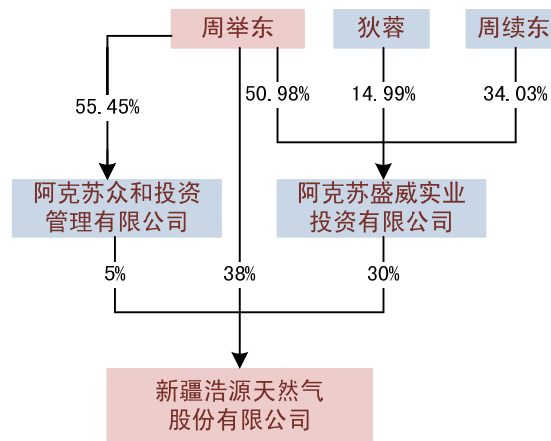 周举东
狄蓉
周续东
55.45%
50.98%
14.99%
34.03%
阿克苏众和投资
管理有限公司
阿克苏盛威实业
投资有限公司
5%
38%
30%
新疆浩源天然气
股份有限公司